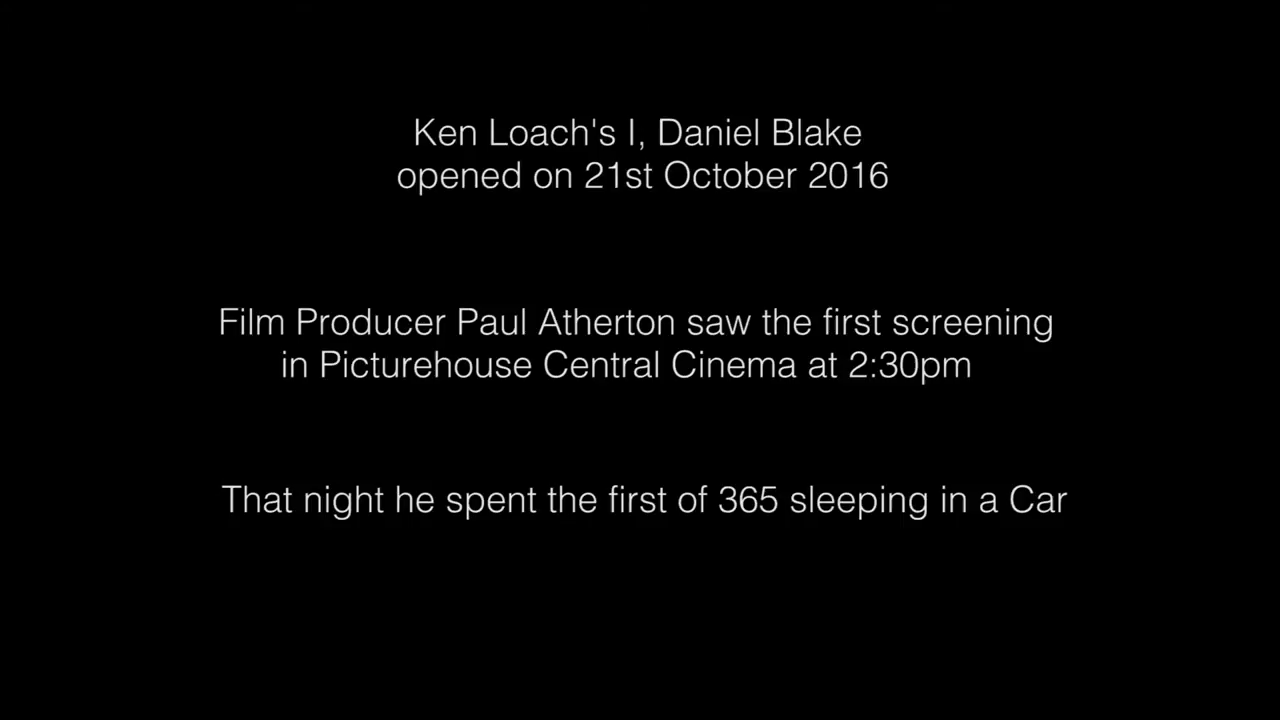 Ken Loach's I, Daniel Blake
opened on 21st October 2016
Film Producer Paul Atherton saw the first screening
in Picturehouse Central Cinema at 2:30pm
That night he spent the first of 365 sleeping in a Car